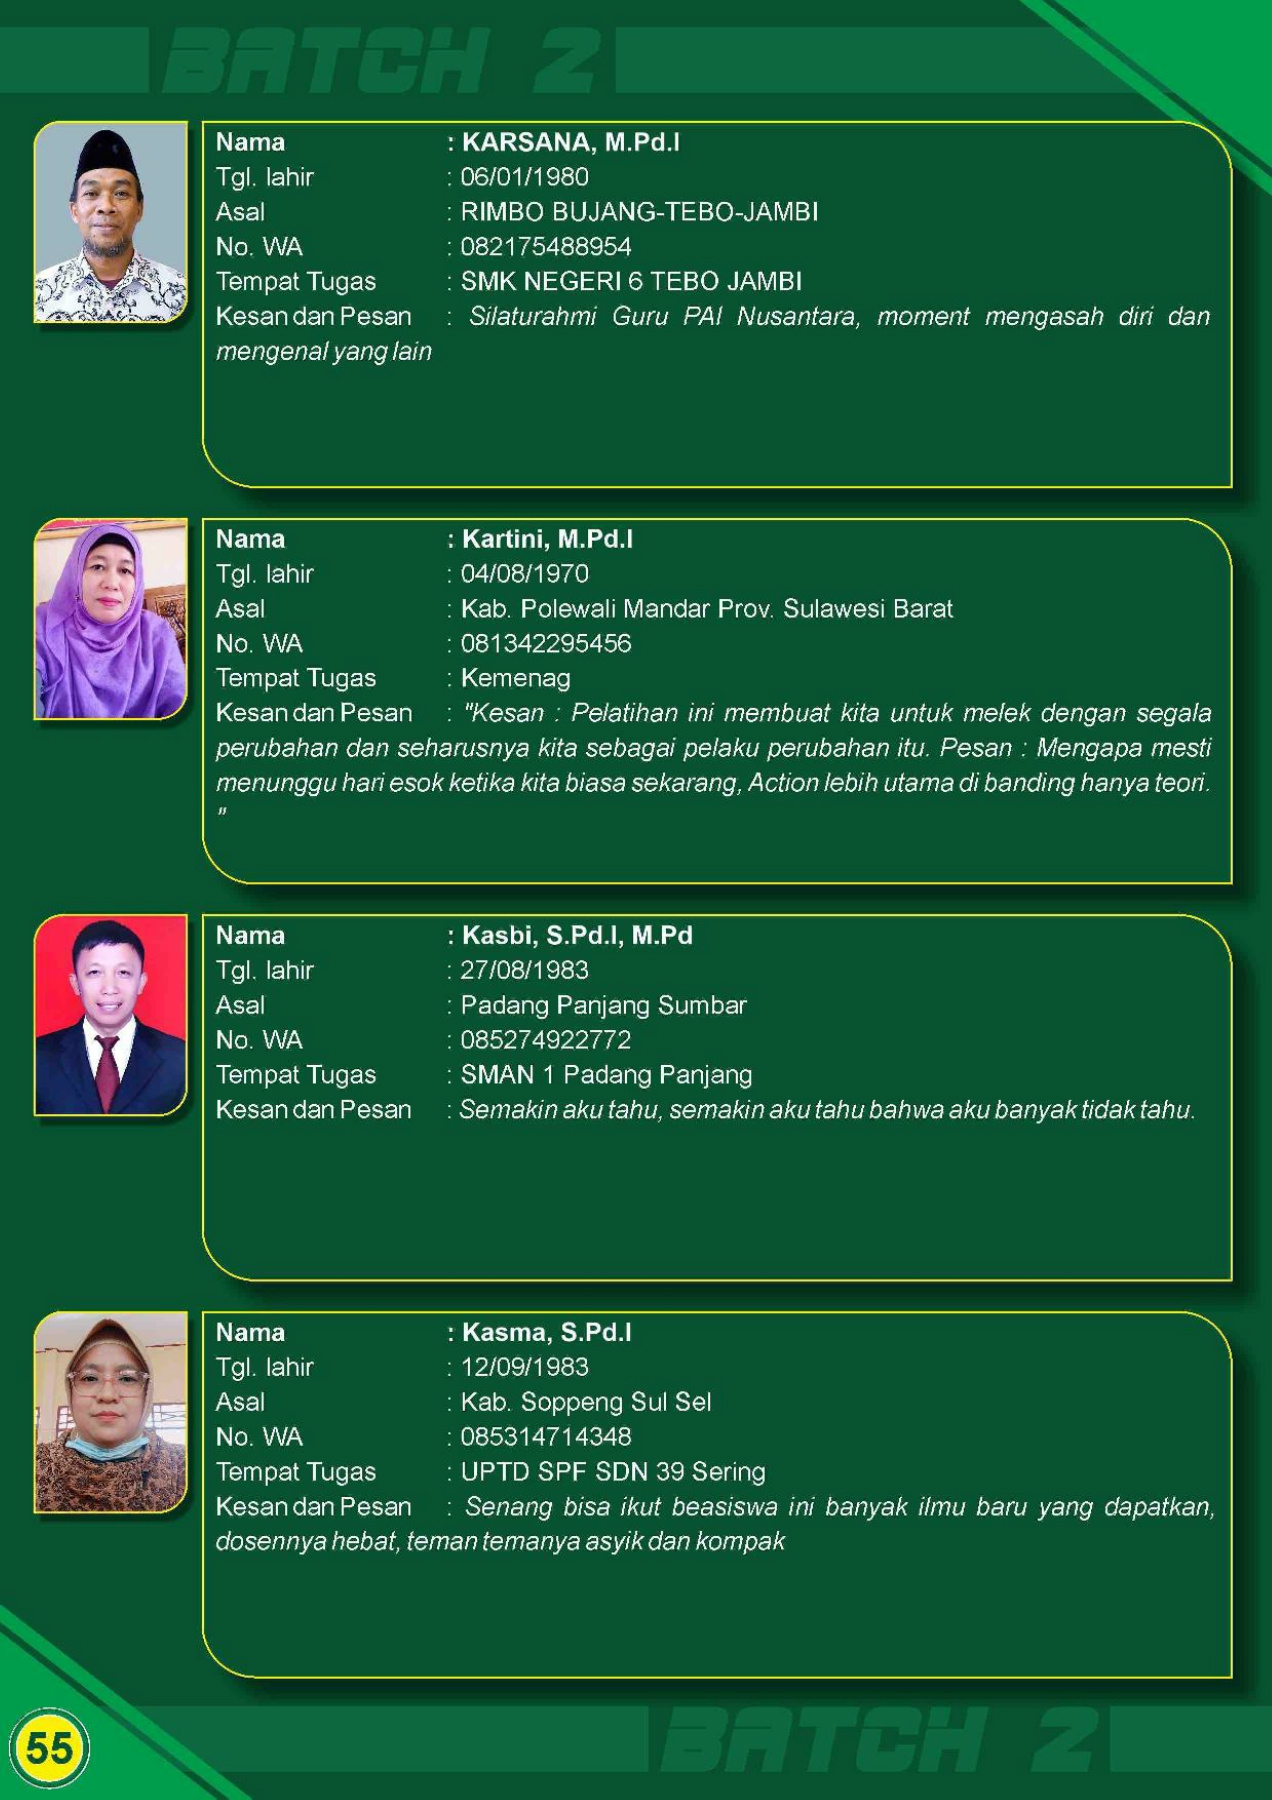 BATCH 2
Nama : KARSANA, M.Pd.I
Tgl. lahir : 06/01/1980
Asal : RIMBO BUJANG-TEBO-JAMBI
No. WA : 082175488954
Tempat Tugas : SMK NEGERI 6 TEBO JAMBI
Kesan dan Pesan : Silaturahmi Guru PAI Nusantara, moment mengasah diri dan
mengenal yang lain
Nama : Kartini, M.Pd.I
Tgl. lahir : 04/08/1970
Asal : Kab. Polewali Mandar Prov. Sulawesi Barat
No. WA : 081342295456
Tempat Tugas : Kemenag
Kesan dan Pesan : "Kesan : Pelatihan ini membuat kita untuk melek dengan segala
perubahan dan seharusnya kita sebagai pelaku perubahan itu. Pesan : Mengapa mesti
menunggu hari esok ketika kita biasa sekarang, Action lebih utama di banding hanya teori.
"
Nama : Kasbi, S.Pd.I, M.Pd
Tgl. lahir : 27/08/1983
Asal : Padang Panjang Sumbar
No. WA : 085274922772
Tempat Tugas : SMAN 1 Padang Panjang
Kesan dan Pesan : Semakin aku tahu, semakin aku tahu bahwa aku banyak tidak tahu.
Nama : Kasma, S.Pd.I
Tgl. lahir : 12/09/1983
Asal : Kab. Soppeng Sul Sel
No. WA : 085314714348
Tempat Tugas : UPTD SPF SDN 39 Sering
Kesan dan Pesan : Senang bisa ikut beasiswa ini banyak ilmu baru yang dapatkan,
dosennya hebat, teman temanya asyik dan kompak
55
BATCH 2